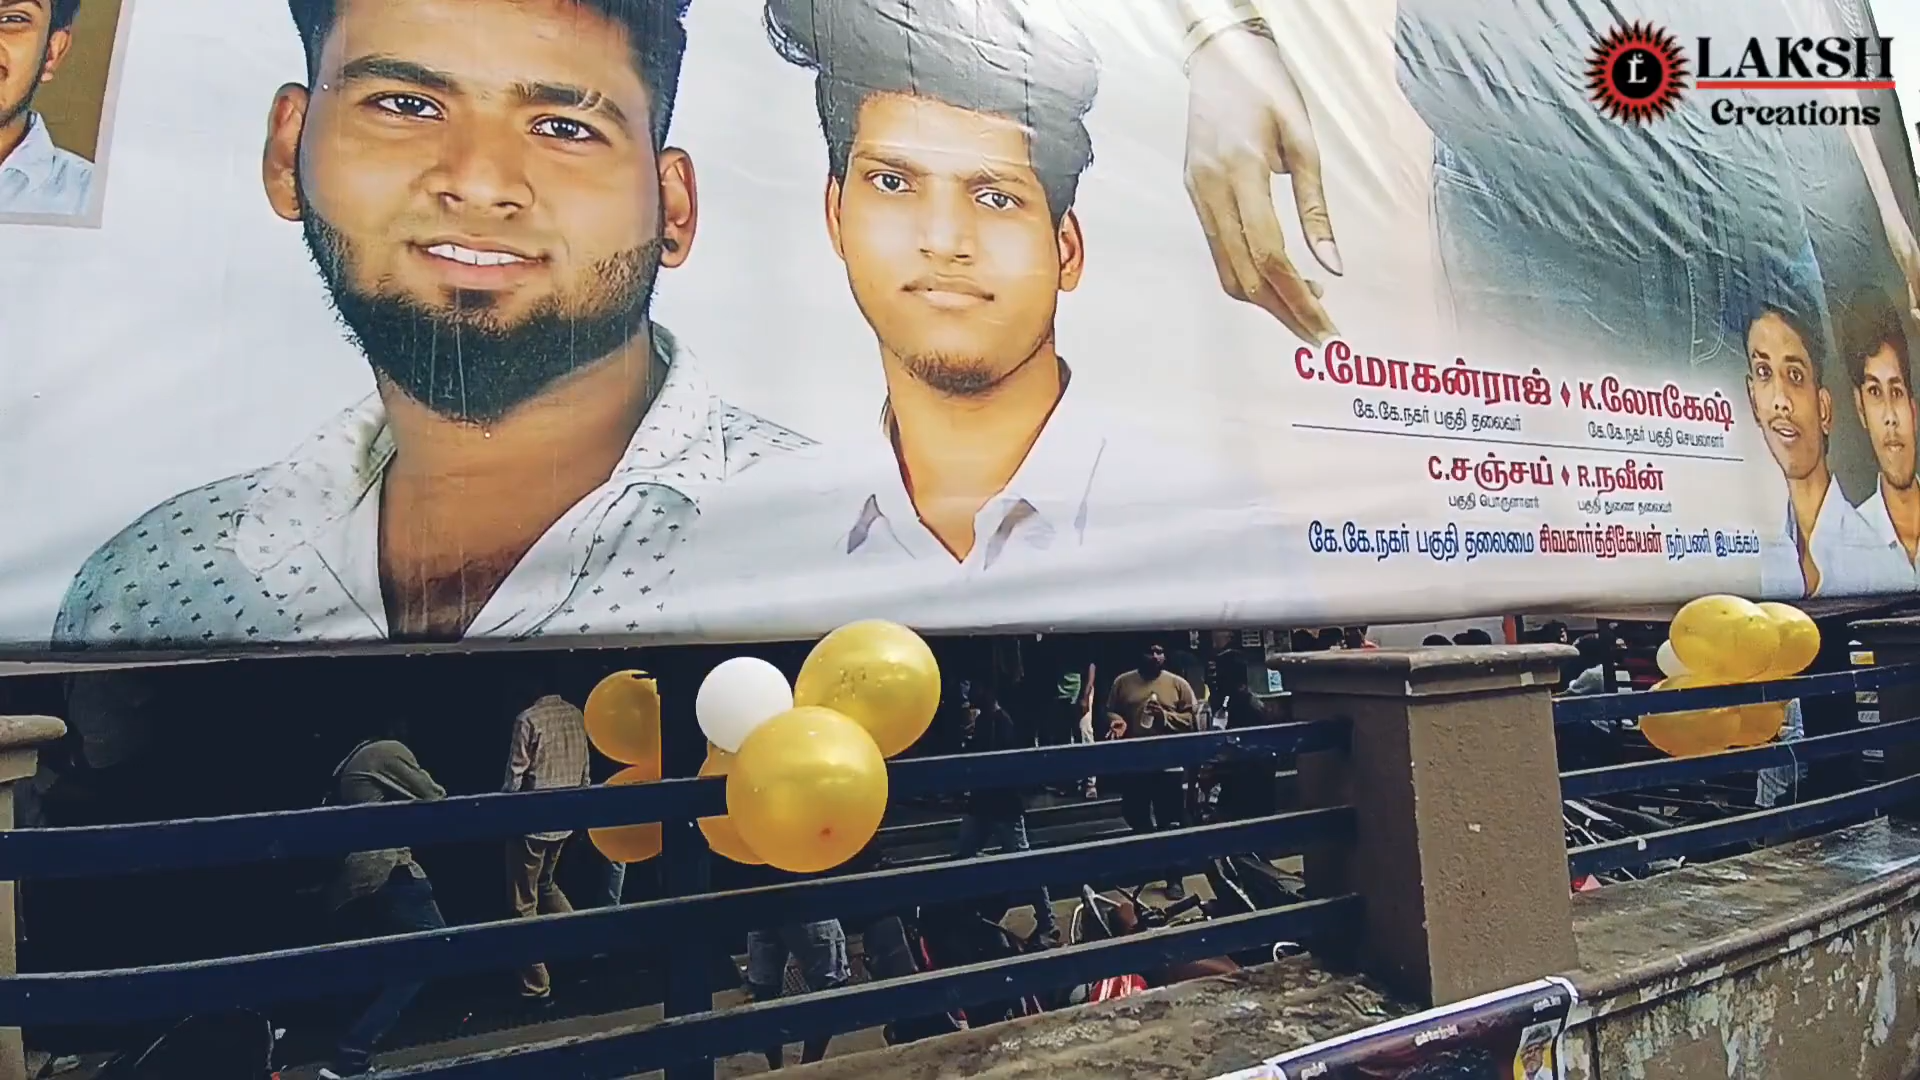 LAKSH
Creations
C.மோகன்ராஜ் ♦ K.லோகேஷ்
கே.கே.நகர் பகுதி தலைவர் கே.கே.நகர் பகுதி செயலாளர்
C.சஞ்சய் ♦ R.நவீன்
பகுதி பொருளாளர் பகுதி துணை தலைவர்
கே.கே.நகர் பகுதி தலைமை சிவகார்த்திகேயன் நற்பணி இயக்கம்